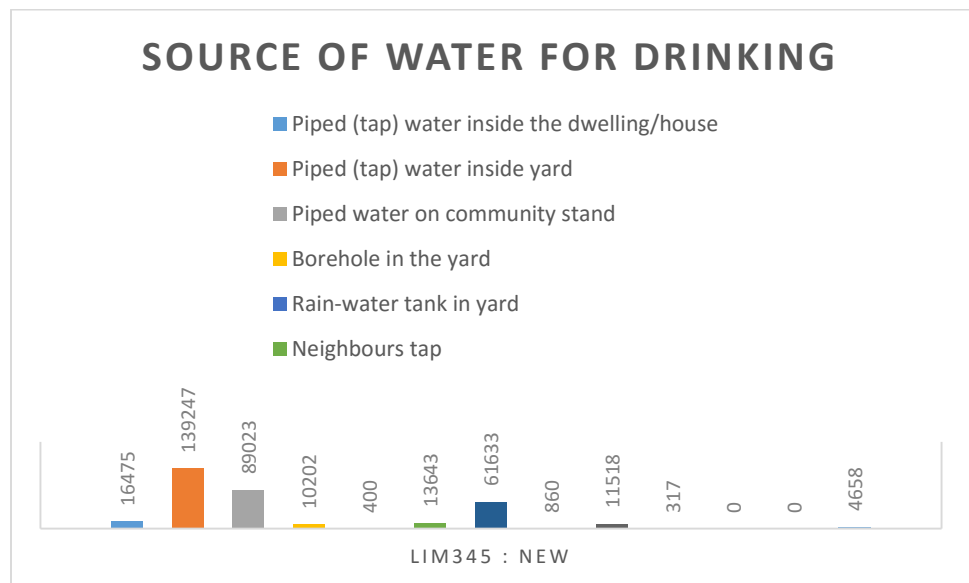 SOURCE OF WATER FOR DRINKING
Piped (tap) water inside the dwelling/house
Piped (tap) water inside yard
Piped water on community stand
Borehole in the yard
Rain-water tank in yard
Neighbours tap
16475
139247
89023
10202
400
13643
61633
860
11518
317
0
0
4658
LIM345 : NEW